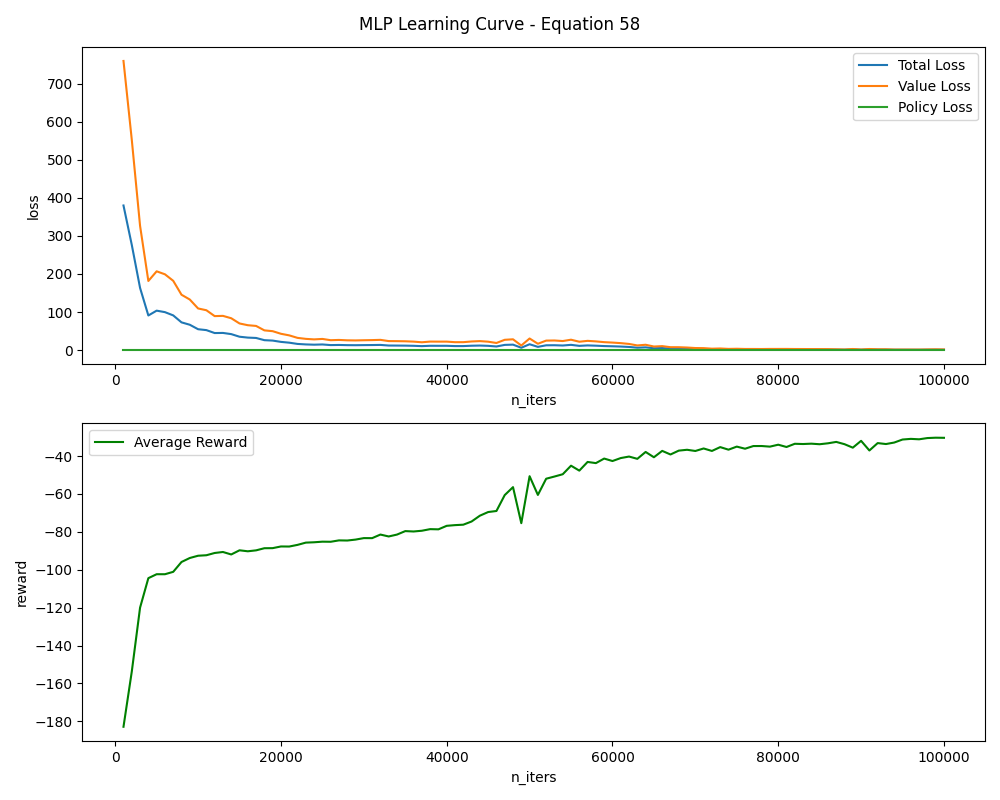 MLP Learning Curve - Equation 58
700
600
500
400
300
200
100
0
loss
Total Loss
Value Loss
Policy Loss
0 20000 40000 60000 80000 100000
n_iters
Average Reward
−40
−60
−80
−100
−120
−140
−160
−180
reward
0 20000 40000 60000 80000 100000
n_iters